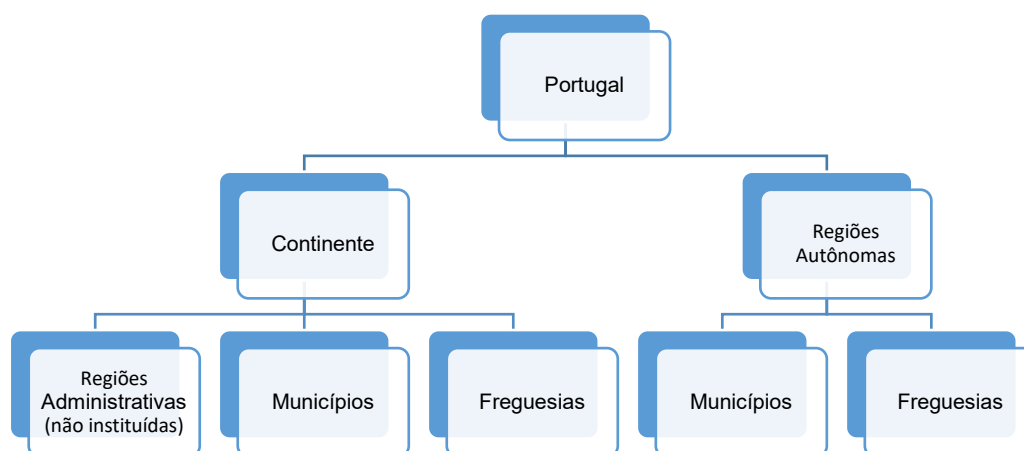 Portugal
Continente
Regiões
Autônomas
Regiões
Administrativas
(não instituídas)
Municípios
Freguesias
Municípios
Freguesias